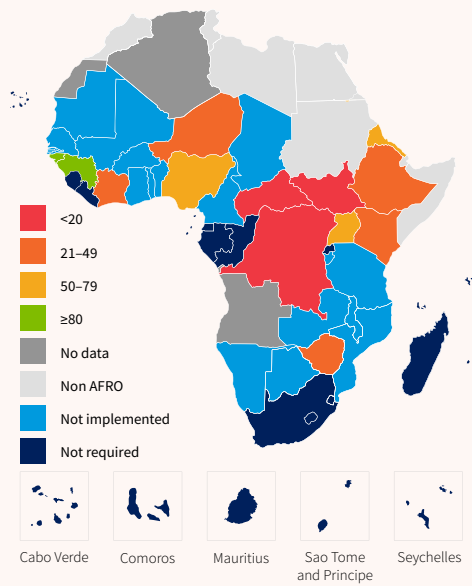 <20
21–49
50–79
≥80
No data
Non AFRO
Not implemented
Not required
Cabo Verde
Comoros
Mauritius
Sao Tome
and Principe
Seychelles